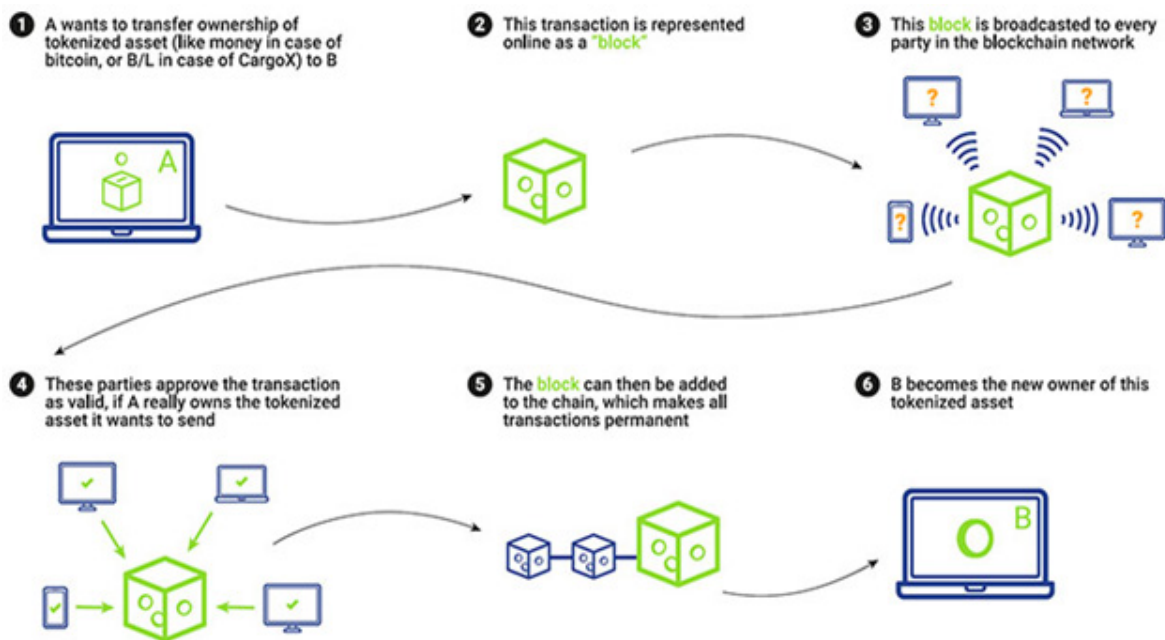 1 A wants to transfer ownership of
tokenized asset (like money in case of
bitcoin, or B/L in case of CargoX) to B
A
2 This transaction is represented
online as a "block"
3 This block is broadcasted to every
party in the blockchain network
?
?
?
?
4 These parties approve the transaction
as valid, if A really owns the tokenized
asset it wants to send
5 The block can then be added
to the chain, which makes all
transactions permanent
6 B becomes the new owner of this
tokenized asset
B